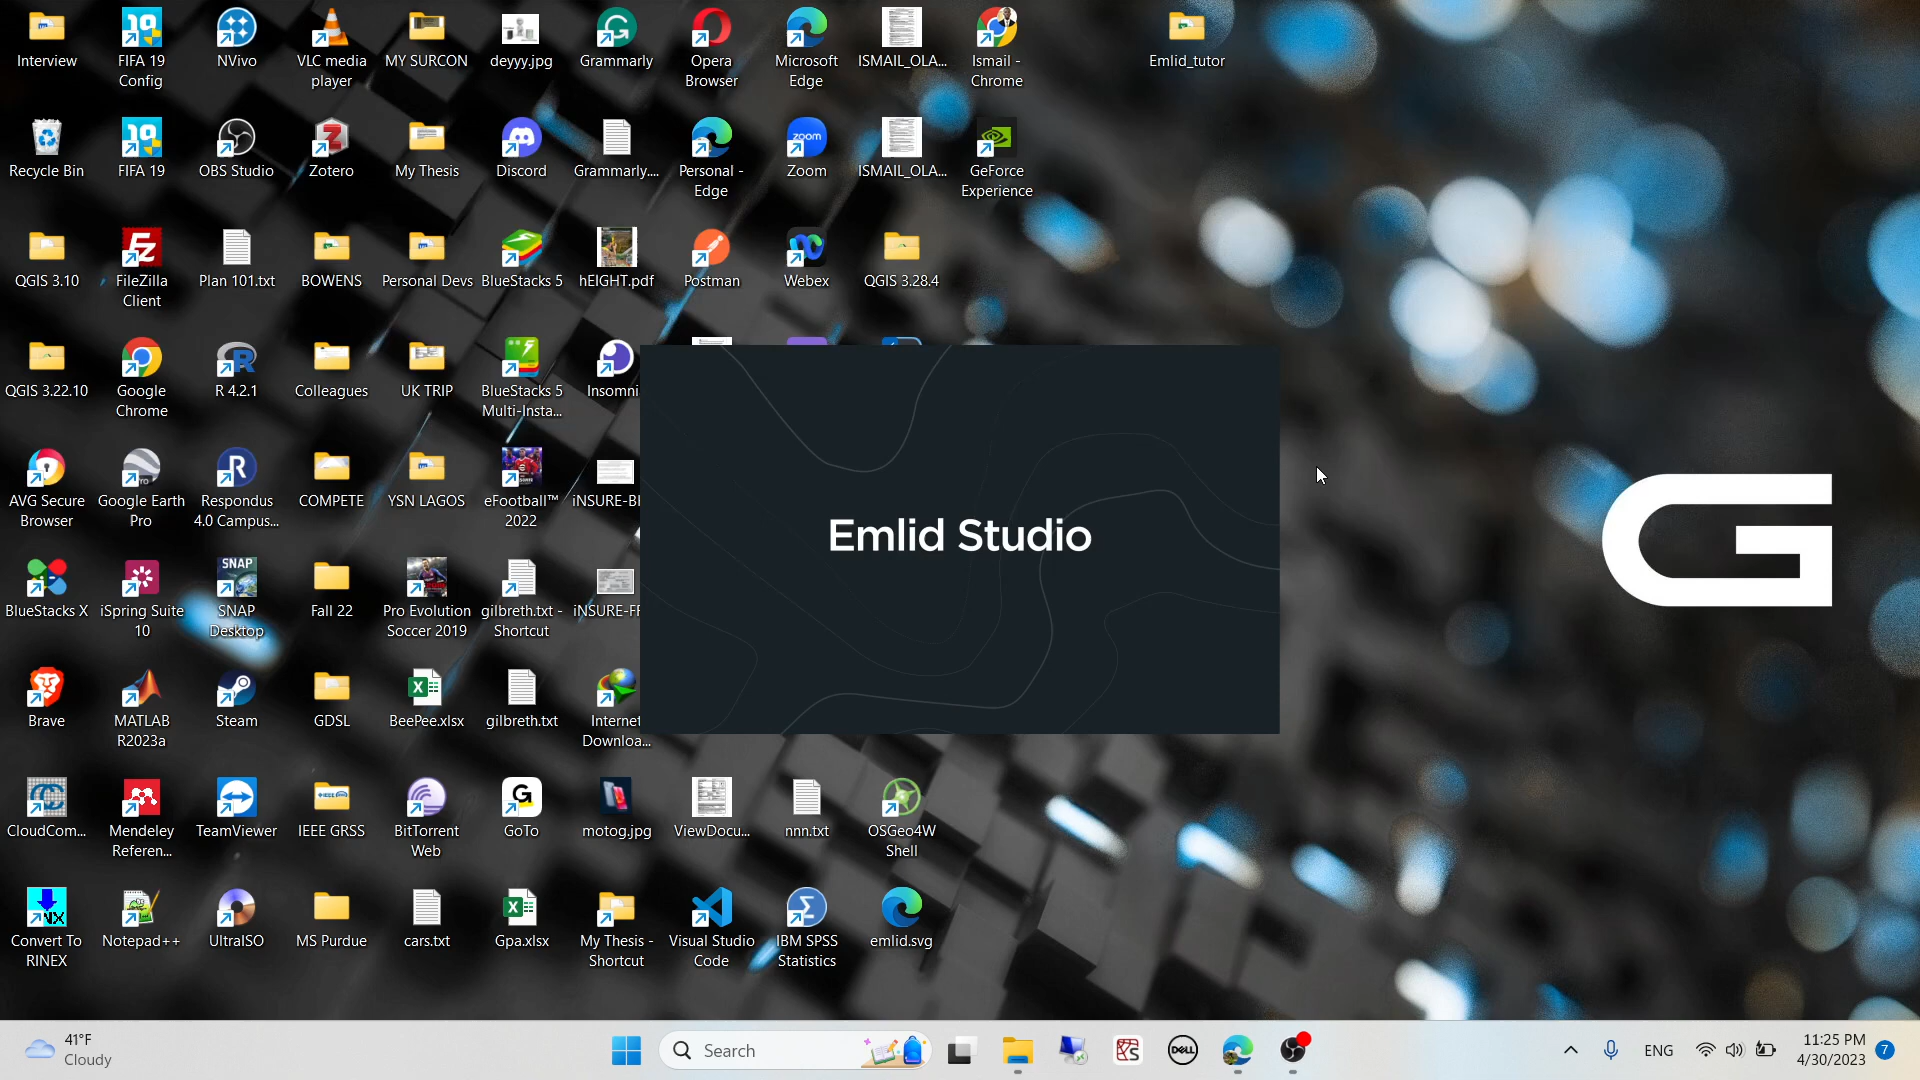 Interview
FIFA 19
Config
NVivo
VLC media
player
MY SURCON
deyyy.jpg
Grammarly
Opera
Browser
Microsoft
Edge
ISMAIL_OLA...
Ismail -
Chrome
Emlid_tutor
Recycle Bin
FIFA 19
OBS Studio
Zotero
My Thesis
Discord
Grammarly....
Personal -
Edge
zoom
Zoom
ISMAIL_OLA...
GeForce
Experience
QGIS 3.10
FileZilla
Client
Plan 101.txt
BOWENS
Personal Devs
BlueStacks 5
hEIGHT.pdf
Postman
Webex
QGIS 3.28.4
QGIS 3.22.10
Google
Chrome
R 4.2.1
Colleagues
UK TRIP
BlueStacks 5
Multi-Insta...
Insomni
AVG Secure
Browser
Google Earth
Pro
Respondus
4.0 Campus...
COMPETE
YSN LAGOS
eFootball™
2022
iNSURE-B
Emlid Studio
BlueStacks X
iSpring Suite
10
SNAP
SNAP
Desktop
Fall 22
Pro Evolution
Soccer 2019
gilbreth.txt -
Shortcut
iNSURE-F
Brave
MATLAB
R2023a
Steam
GDSL
BeePee.xlsx
gilbreth.txt
Internet
Downloa...
CloudCom...
Mendeley
Referen...
TeamViewer
IEEE GRSS
BitTorrent
Web
GoTo
motog.jpg
ViewDocu...
nnn.txt
OSGeo4W
Shell
Convert To
RINEX
Notepad++
UltraISO
MS Purdue
cars.txt
Gpa.xlsx
My Thesis -
Shortcut
Visual Studio
Code
IBM SPSS
Statistics
emlid.svg
41°F
Cloudy
Search
DELL
ENG
11:25 PM
4/30/2023
7